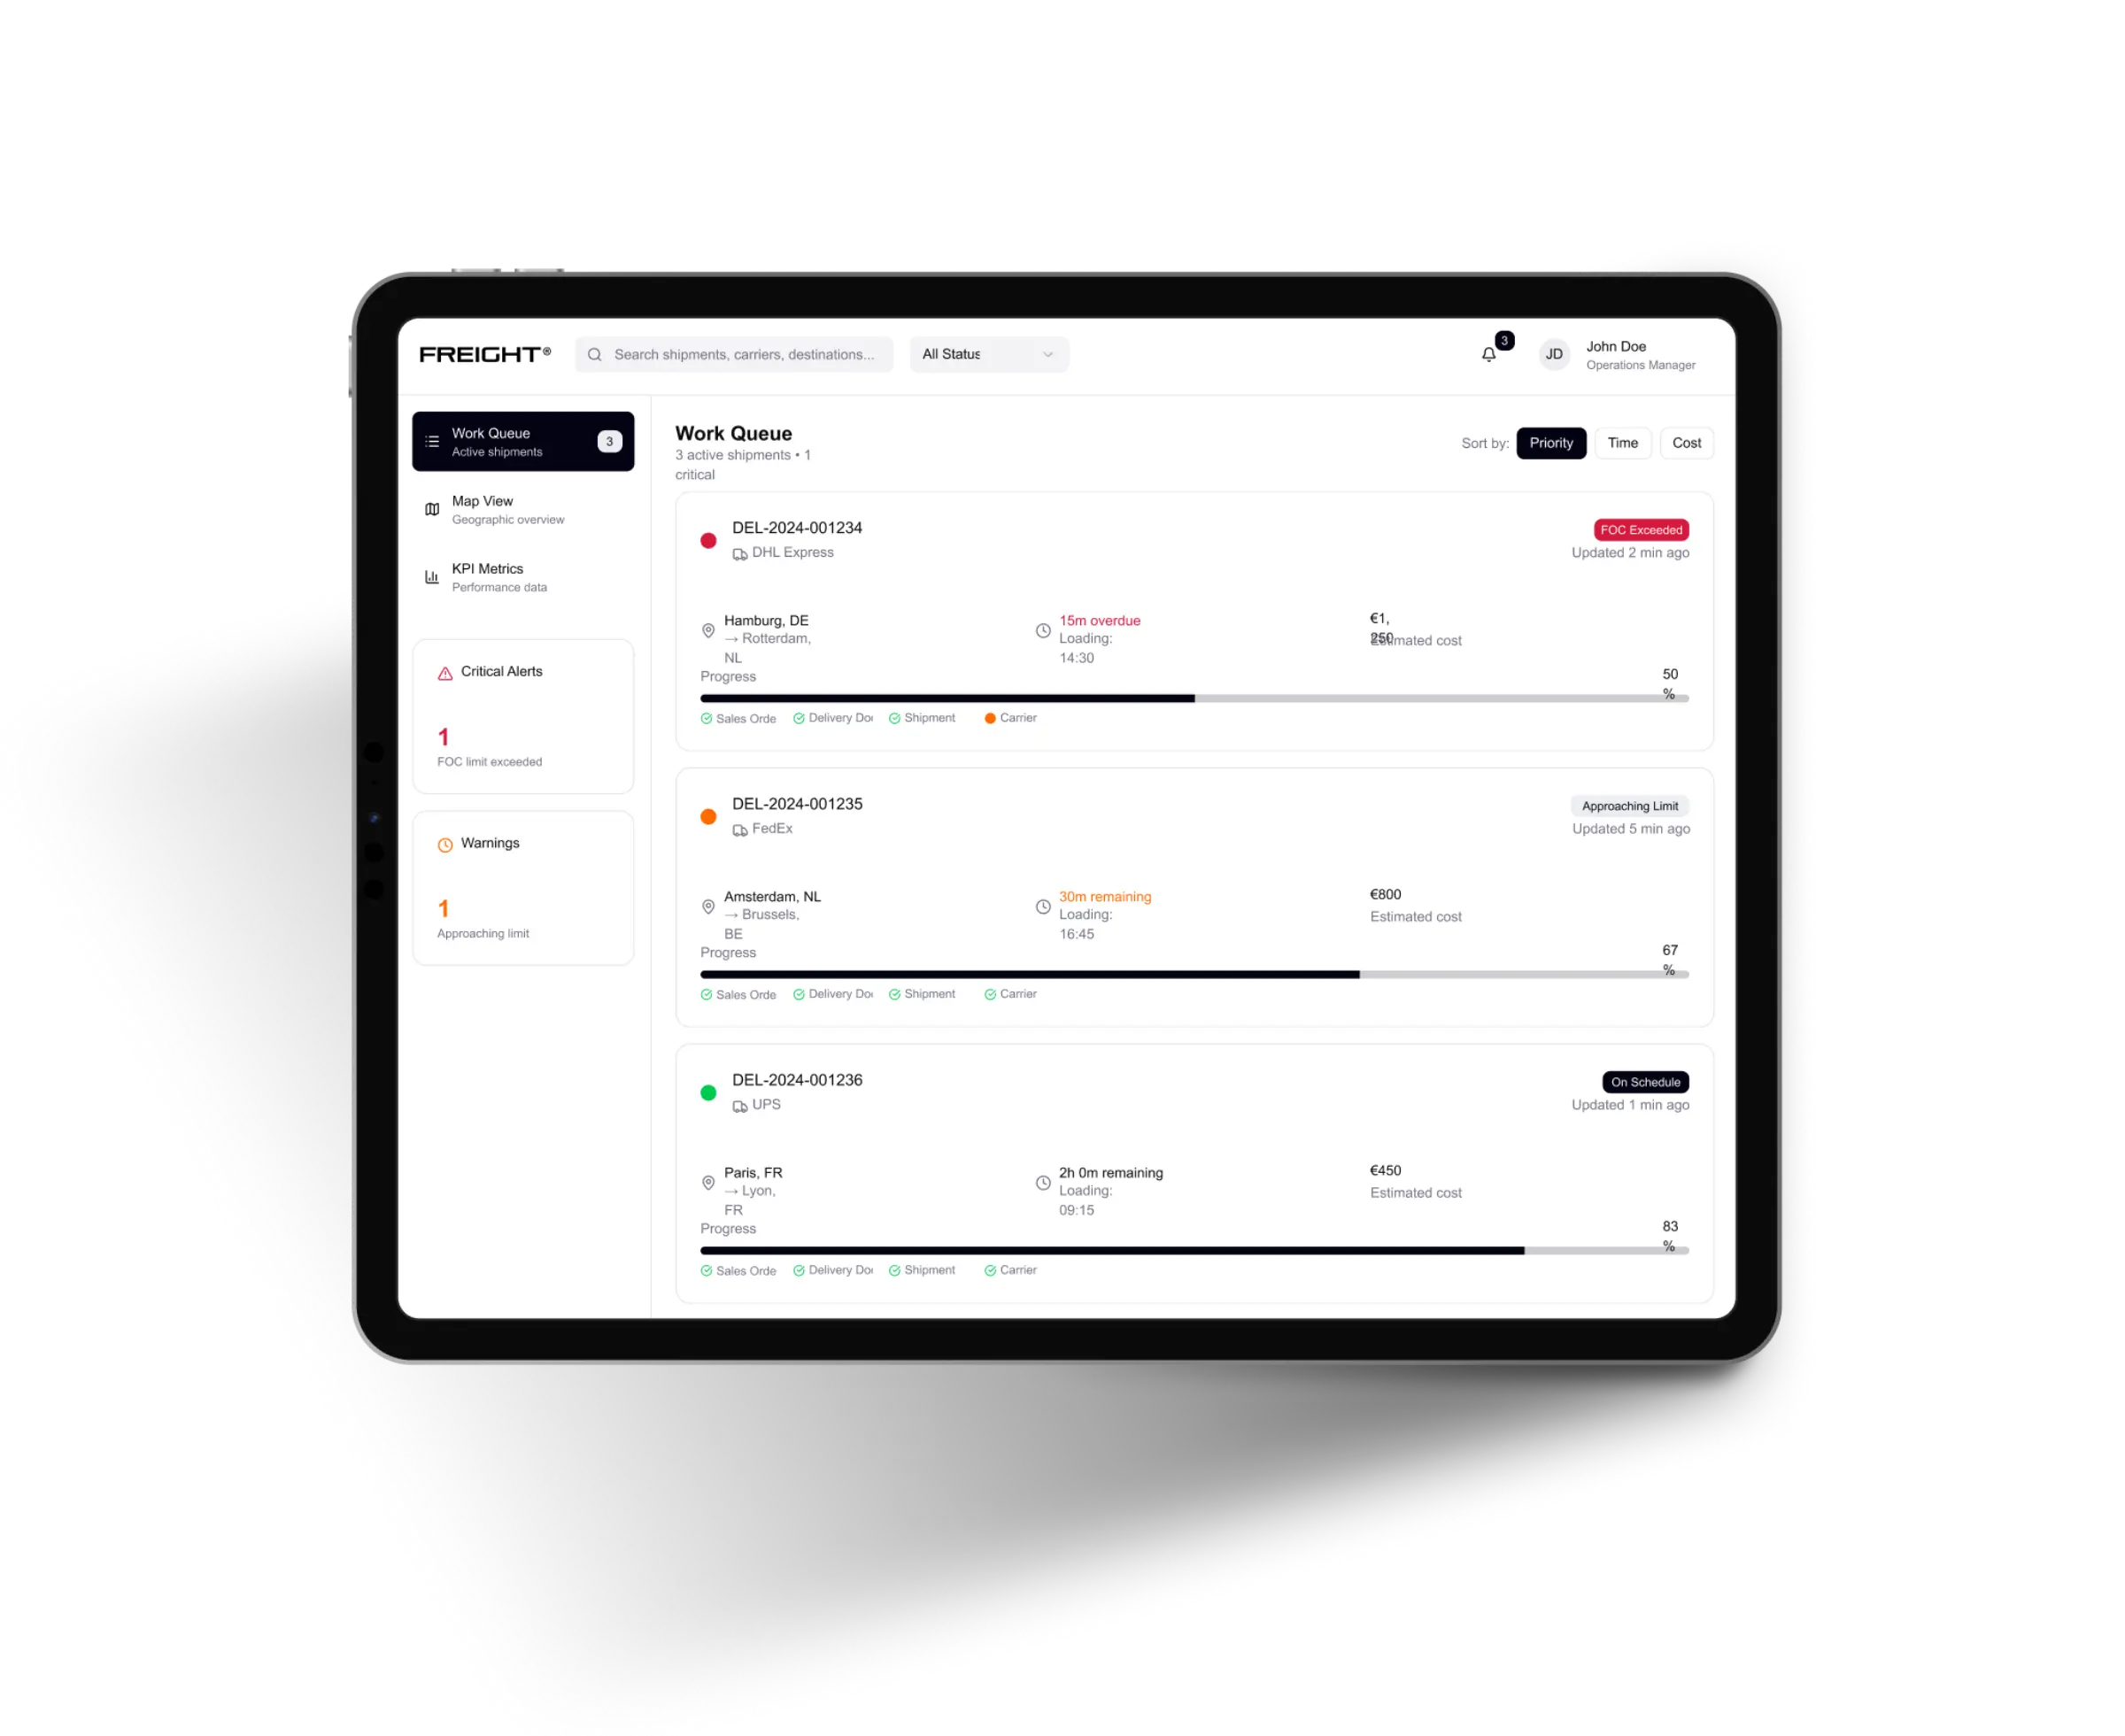 FREIGHT®
Search shipments, carriers, destinations...
All Status
3
JD
John Doe
Operations Manager
Work Queue
Active shipments
3
Map View
Geographic overview
KPI Metrics
Performance data
Critical Alerts
1
FOC limit exceeded
Warnings
1
Approaching limit
Work Queue
3 active shipments • 1
critical
Sort by:
Priority
Time
Cost
DEL-2024-001234
DHL Express
FOC Exceeded
Updated 2 min ago
Hamburg, DE
→ Rotterdam,
NL
15m overdue
Loading:
14:30
€1,
250
Estimated cost
Progress
50
%
Sales Orde
Delivery Do
Shipment
Carrier
DEL-2024-001235
FedEx
Approaching Limit
Updated 5 min ago
Amsterdam, NL
→ Brussels,
BE
30m remaining
Loading:
16:45
€800
Estimated cost
Progress
67
%
Sales Orde
Delivery Do
Shipment
Carrier
DEL-2024-001236
UPS
On Schedule
Updated 1 min ago
Paris, FR
→ Lyon,
FR
2h 0m remaining
Loading:
09:15
€450
Estimated cost
Progress
83
%
Sales Orde
Delivery Do
Shipment
Carrier